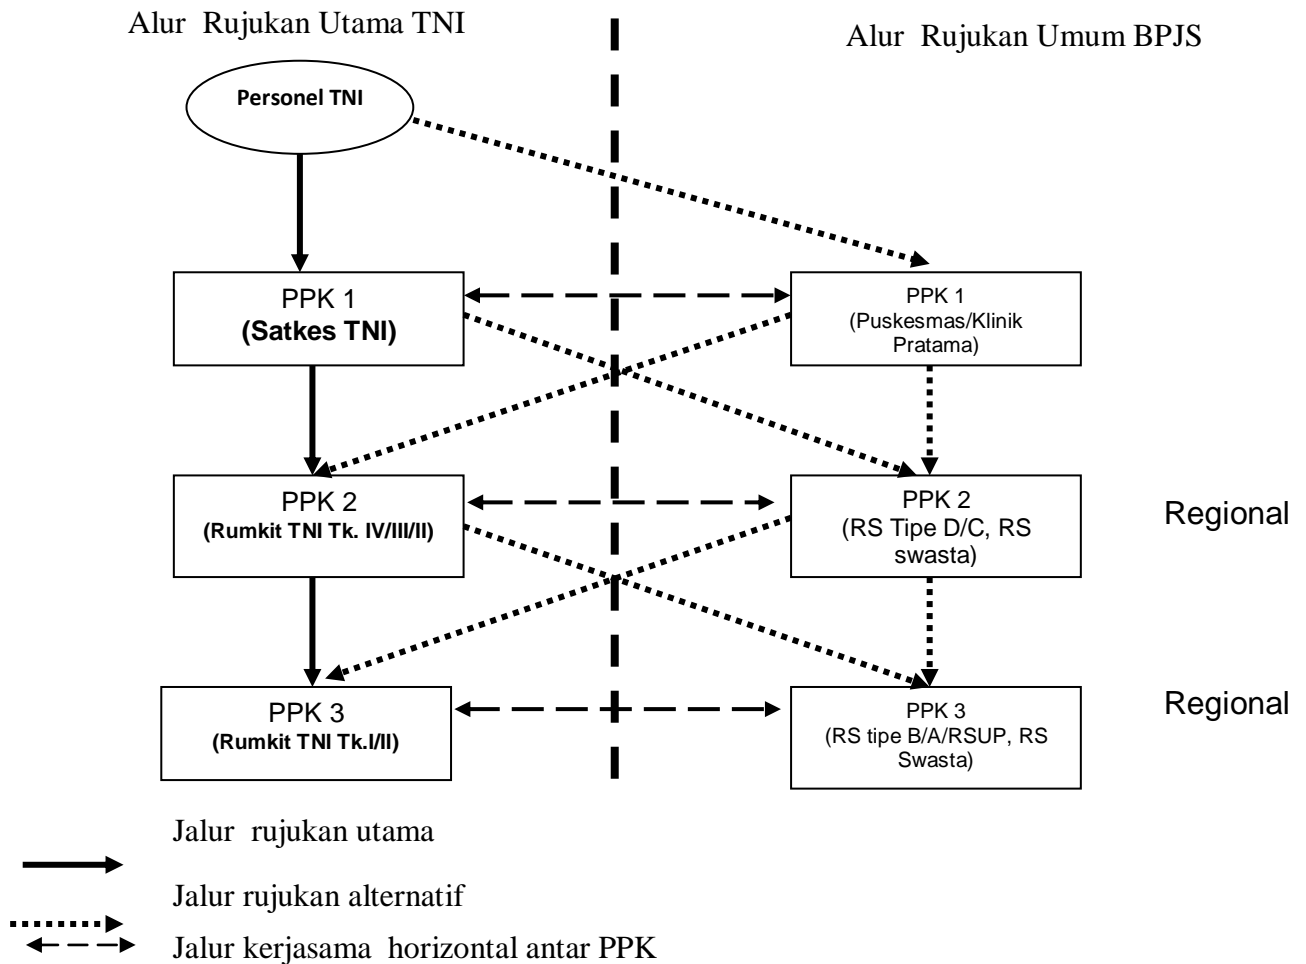 Alur Rujukan Utama TNI
Alur Rujukan Umum BPJS
Personel TNI
PPK 1
(Satkes TNI)
PPK 1
(Puskesmas/Klinik
Pratama)
PPK 2
(Rumkit TNI Tk. IV/III/II)
PPK 2
(RS Tipe D/C, RS
swasta)
Regional
PPK 3
(Rumkit TNI Tk.I/II)
PPK 3
(RS tipe B/A/RSUP, RS
Swasta)
Regional
Jalur rujukan utama
Jalur rujukan alternatif
Jalur kerjasama horizontal antar PPK